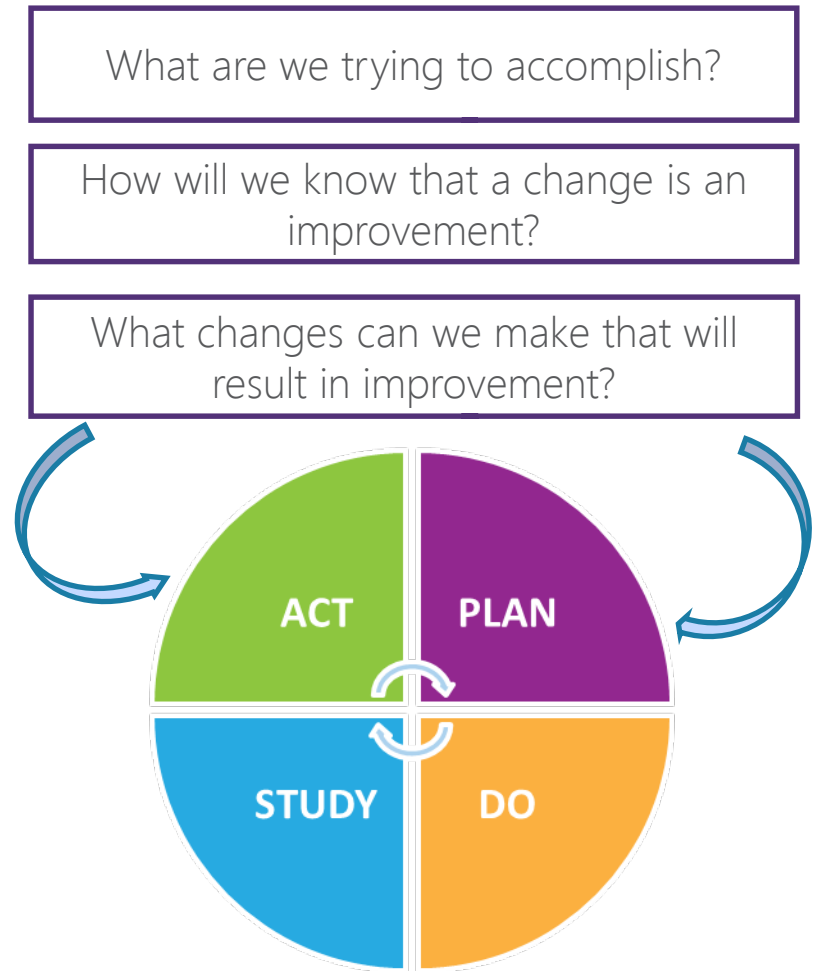 What are we trying to accomplish?
How will we know that a change is an
improvement?
What changes can we make that will
result in improvement?
ACT
PLAN
STUDY
DO